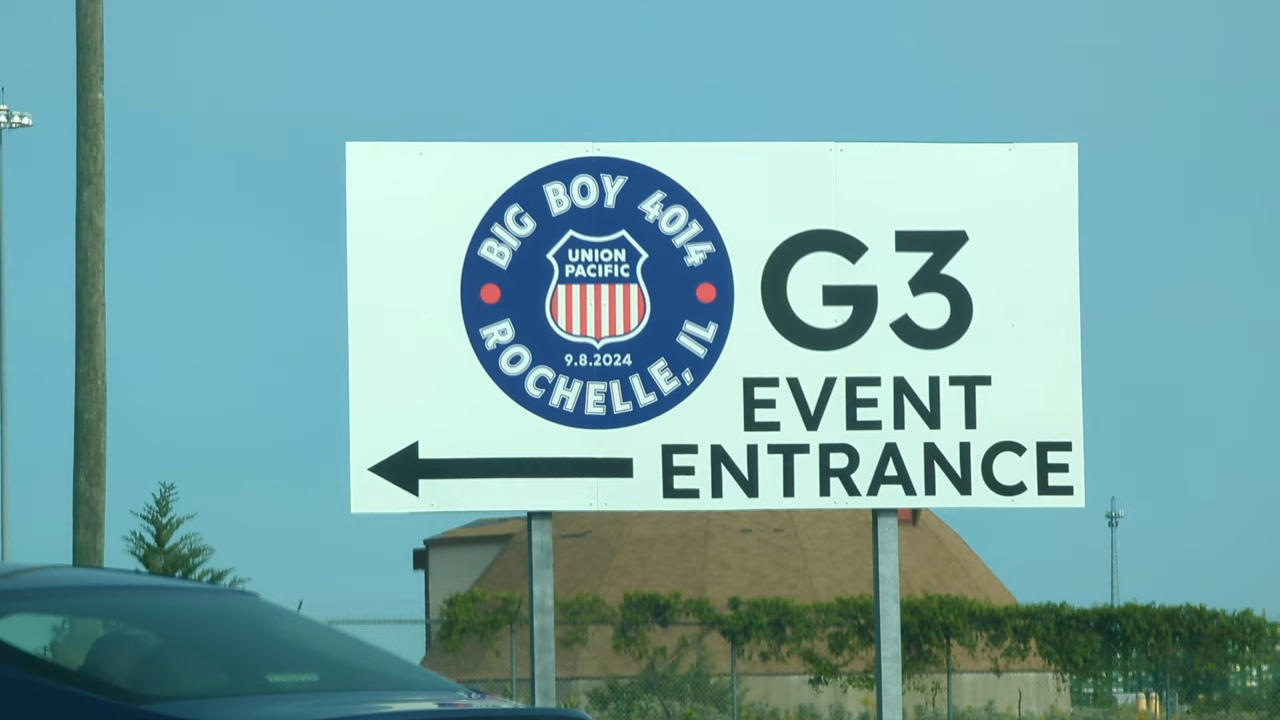 BIG BOY 4014
UNION
PACIFIC
9.8.2024
ROCHELLE, IL
G3
EVENT
ENTRANCE